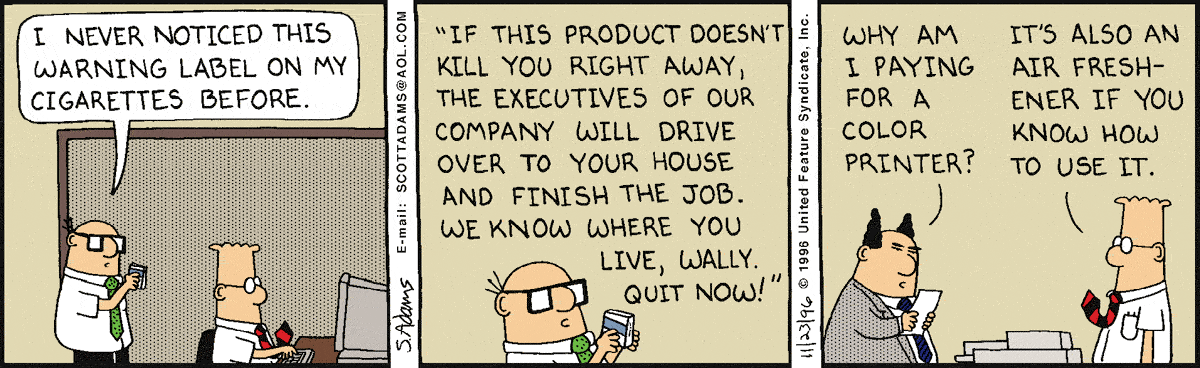 I NEVER NOTICED THIS
WARNING LABEL ON MY
CIGARETTES BEFORE.
S. Adams E-mail: SCOTTADAMS@AOL.COM
"IF THIS PRODUCT DOESN'T
KILL YOU RIGHT AWAY,
THE EXECUTIVES OF OUR
COMPANY WILL DRIVE
OVER TO YOUR HOUSE
AND FINISH THE JOB.
WE KNOW WHERE YOU
LIVE, WALLY.
QUIT NOW!"
11/23/96 © 1996 United Feature Syndicate, Inc.
WHY AM
I PAYING
FOR A
COLOR
PRINTER?
IT'S ALSO AN
AIR FRESH-
ENER IF YOU
KNOW HOW
TO USE IT.